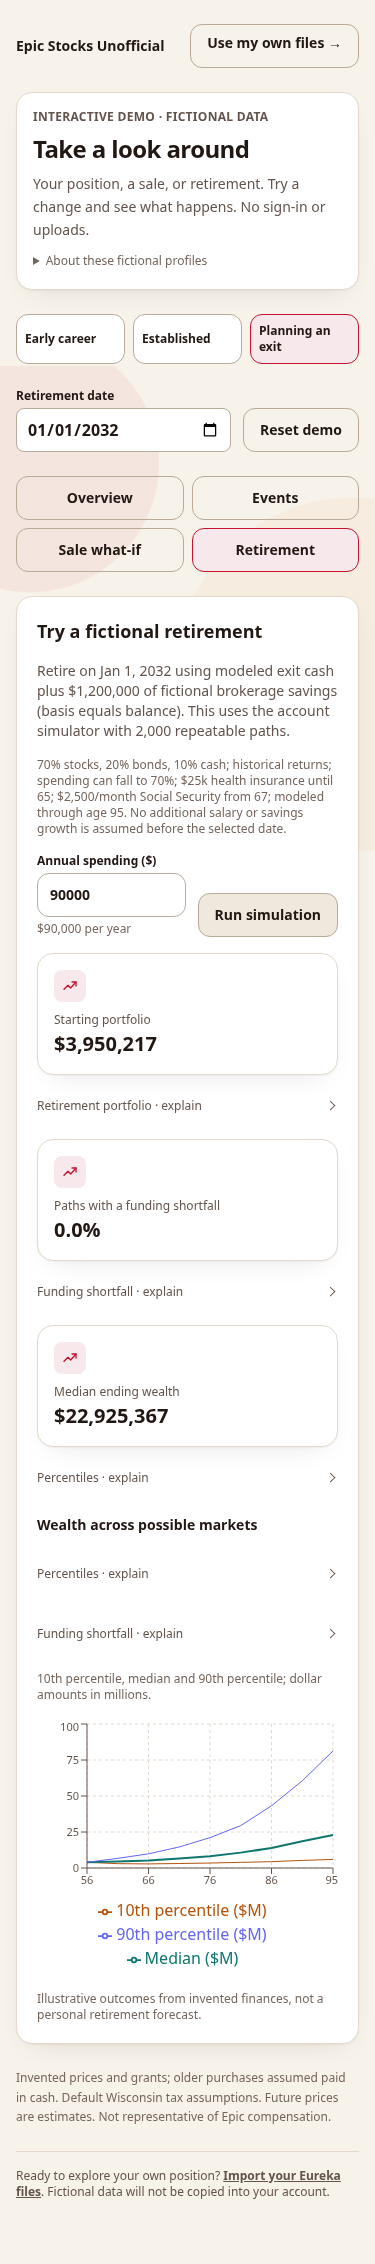 Epic Stocks Unofficial
Use my own files →
INTERACTIVE DEMO · FICTIONAL DATA
Take a look around
Your position, a sale, or retirement. Try a
change and see what happens. No sign-in or
uploads.
▶ About these fictional profiles
Early career
Established
Planning an
exit
Retirement date
01/01/2032
Reset demo
Overview
Events
Sale what-if
Retirement
Try a fictional retirement
Retire on Jan 1, 2032 using modeled exit cash
plus $1,200,000 of fictional brokerage savings
(basis equals balance). This uses the account
simulator with 2,000 repeatable paths.
70% stocks, 20% bonds, 10% cash; historical returns;
spending can fall to 70%; $25k health insurance until
65; $2,500/month Social Security from 67; modeled
through age 95. No additional salary or savings
growth is assumed before the selected date.
Annual spending ($)
90000
$90,000 per year
Run simulation
Starting portfolio
$3,950,217
Retirement portfolio · explain
Paths with a funding shortfall
0.0%
Funding shortfall · explain
Median ending wealth
$22,925,367
Percentiles · explain
Wealth across possible markets
Percentiles · explain
Funding shortfall · explain
10th percentile, median and 90th percentile; dollar
amounts in millions.
100
75
50
25
0
56 66 76 86 95
10th percentile ($M)
90th percentile ($M)
Median ($M)
Illustrative outcomes from invented finances, not a
personal retirement forecast.
Invented prices and grants; older purchases assumed paid
in cash. Default Wisconsin tax assumptions. Future prices
are estimates. Not representative of Epic compensation.
Ready to explore your own position? Import your Eureka
files. Fictional data will not be copied into your account.